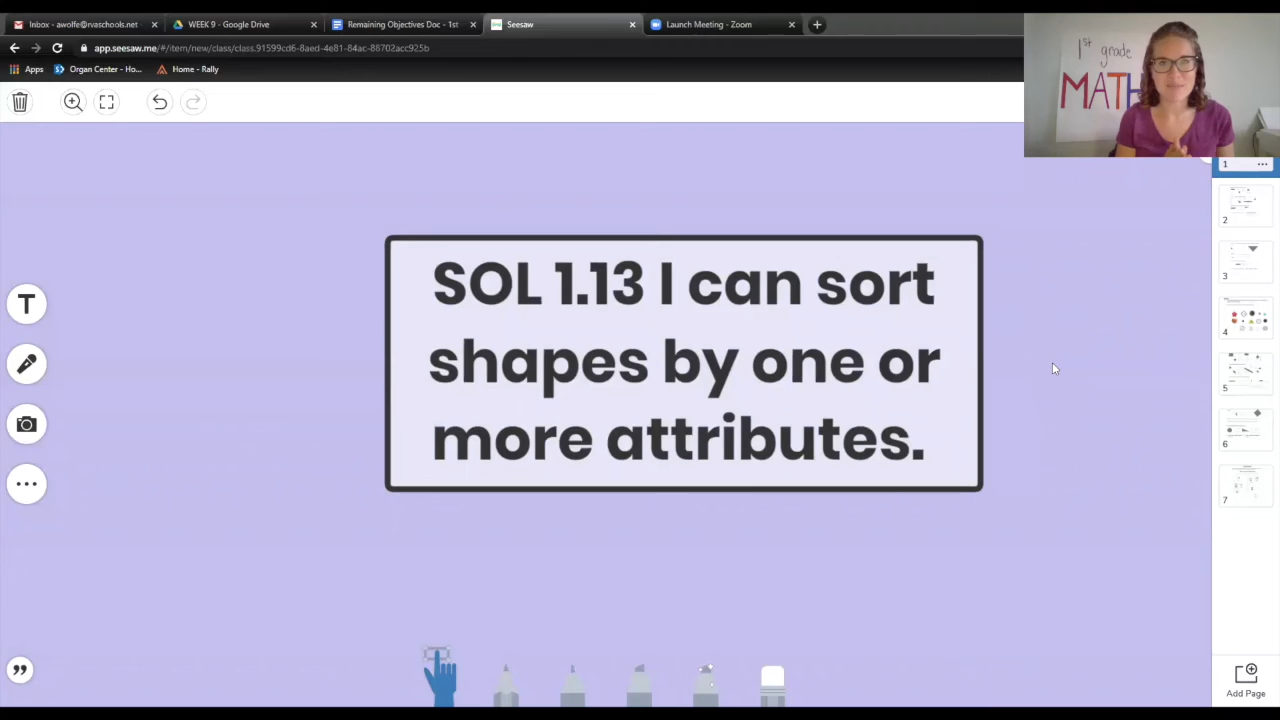 Inbox - awolfe@rvaschools.net
WEEK 9 - Google Drive
Remaining Objectives Doc - 1st
Seesaw
Launch Meeting - Zoom
app.seesaw.me/#/item/new/class/class.91599cd6-8aed-4e81-84ac-88702acc925b
Apps
Organ Center - Ho...
Home - Rally
1st grade
MATH
SOL 1.13 I can sort
shapes by one or
more attributes.
T
1
2
3
4
5
6
7
Add Page